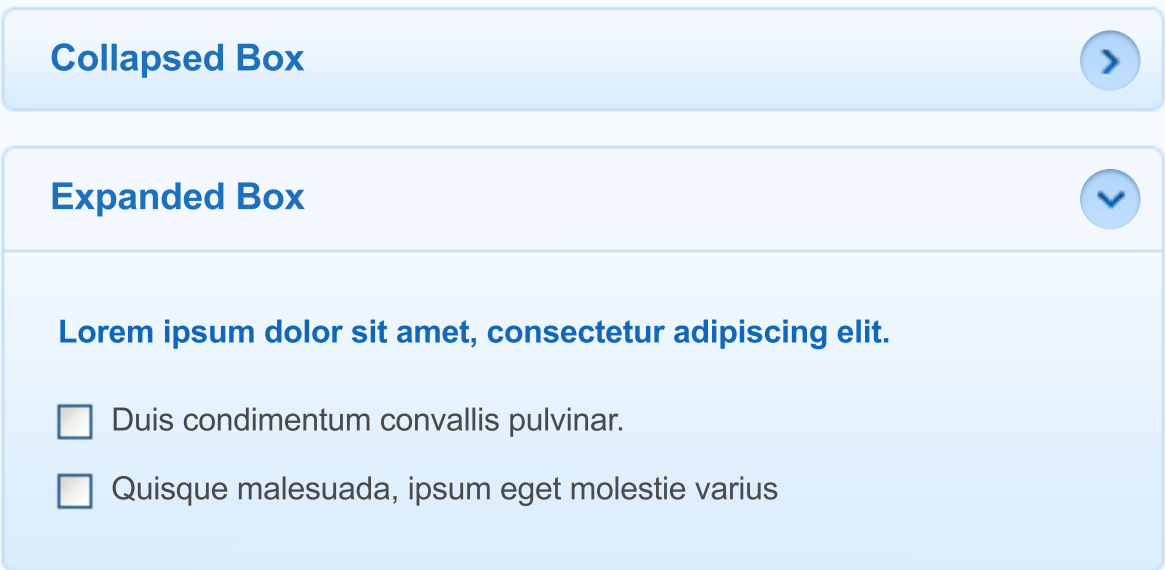 Collapsed Box
Expanded Box
Lorem ipsum dolor sit amet, consectetur adipiscing elit.
Duis condimentum convallis pulvinar.
Quisque malesuada, ipsum eget molestie varius